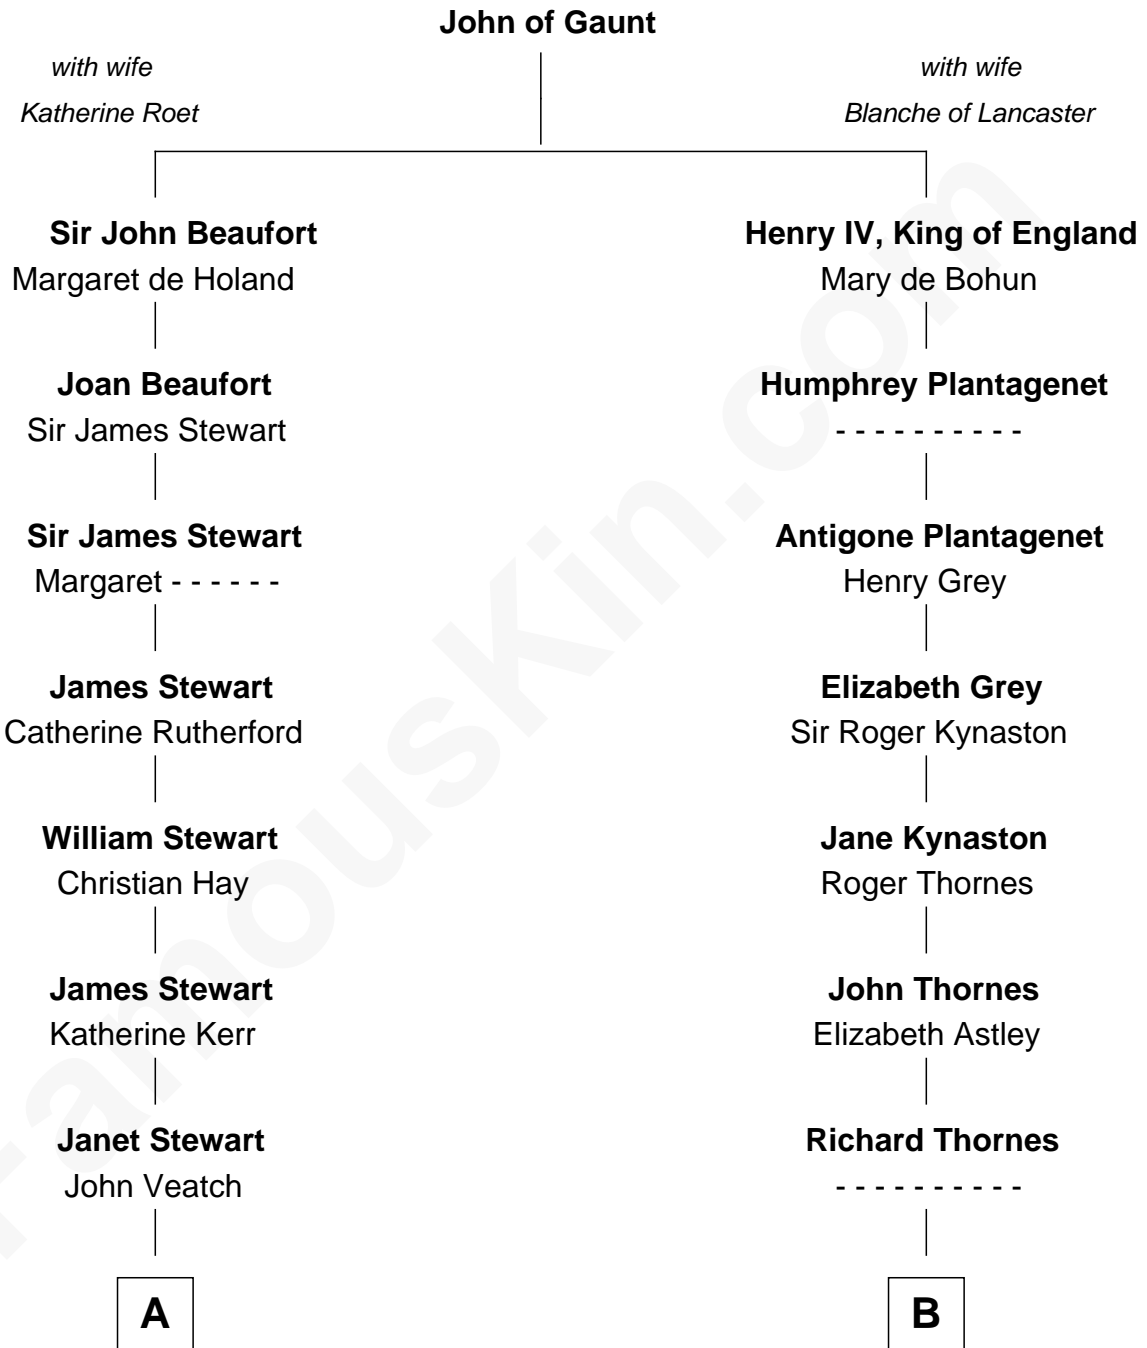 John of Gaunt
with wife
Katherine Roet
with wife
Blanche of Lancaster
Sir John Beaufort
Margaret de Holand
Henry IV, King of England
Mary de Bohun
Joan Beaufort
Sir James Stewart
Humphrey Plantagenet
- - - - - - - - - -
Sir James Stewart
Margaret - - - - - -
Antigone Plantagenet
Henry Grey
James Stewart
Catherine Rutherford
Elizabeth Grey
Sir Roger Kynaston
William Stewart
Christian Hay
Jane Kynaston
Roger Thornes
James Stewart
Katherine Kerr
John Thornes
Elizabeth Astley
Janet Stewart
John Veatch
Richard Thornes
- - - - - - - - - -
A
B
FamousKin.com